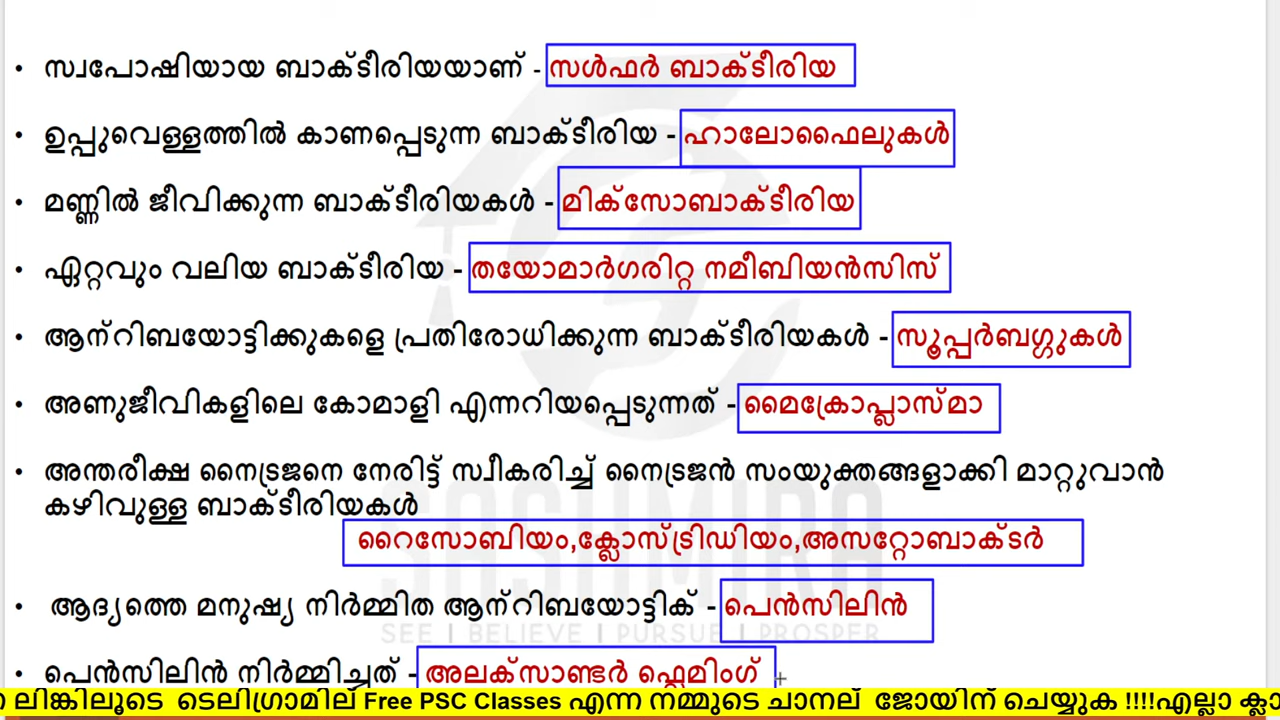 • സ്വപോഷിയായ ബാക്ടീരിയയാണ് - സൾഫർ ബാക്ടീരിയ
• ഉപ്പുവെള്ളത്തിൽ കാണപ്പെടുന്ന ബാക്ടീരിയ - ഹാലോഫൈലുകൾ
• മണ്ണിൽ ജീവിക്കുന്ന ബാക്ടീരിയകൾ - മിക്സോബാക്ടീരിയ
• ഏറ്റവും വലിയ ബാക്ടീരിയ - തയോമാർഗരിറ്റ നമീബിയൻസിസ്
• ആന്റിബയോട്ടിക്കുകളെ പ്രതിരോധിക്കുന്ന ബാക്ടീരിയകൾ - സൂപ്പർബഗ്ഗുകൾ
• അണുജീവികളിലെ കോമാളി എന്നറിയപ്പെടുന്നത് - മൈക്രോപ്ലാസ്മാ
• അന്തരീക്ഷ നൈട്രജനെ നേരിട്ട് സ്വീകരിച്ച് നൈട്രജൻ സംയുക്തങ്ങളാക്കി മാറ്റുവാൻ
കഴിവുള്ള ബാക്ടീരിയകൾ
റൈസോബിയം,ക്ലോസ്ട്രിഡിയം,അസറ്റോബാക്ടർ
• ആദ്യത്തെ മനുഷ്യ നിർമ്മിത ആന്റിബയോട്ടിക് - പെൻസിലിൻ
SEE | BELIEVE | PURSUE | PROSPER
• പെൻസിലിൻ നിർമ്മിച്ചത് - അലക്സാണ്ടർ ഫ്ലെമിംഗ്
ലിങ്കിലൂടെ ടെലിഗ്രാമില് Free PSC Classes എന്ന നമ്മുടെ ചാനല് ജോയിന് ചെയ്യുക !!!!എല്ലാ